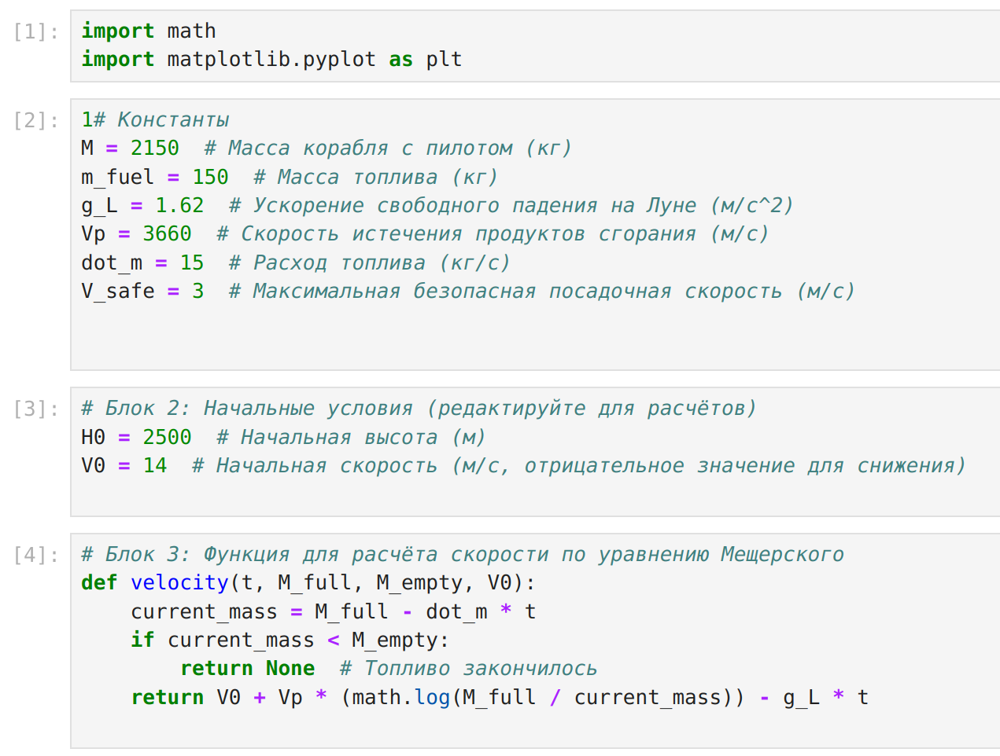 [1]:
import math
import matplotlib.pyplot as plt
[2]:
1# Константы
M = 2150  # Масса корабля с пилотом (кг)
m_fuel = 150  # Масса топлива (кг)
g_L = 1.62  # Ускорение свободного падения на Луне (м/с^2)
Vp = 3660  # Скорость истечения продуктов сгорания (м/с)
dot_m = 15  # Расход топлива (кг/с)
V_safe = 3  # Максимальная безопасная посадочная скорость (м/с)
[3]:
# Блок 2: Начальные условия (редактируйте для расчётов)
H0 = 2500  # Начальная высота (м)
V0 = 14  # Начальная скорость (м/с, отрицательное значение для снижения)
[4]:
# Блок 3: Функция для расчёта скорости по уравнению Мещерского
def velocity(t, M_full, M_empty, V0):
    current_mass = M_full - dot_m * t
    if current_mass < M_empty:
        return None  # Топливо закончилось
    return V0 + Vp * (math.log(M_full / current_mass)) - g_L * t